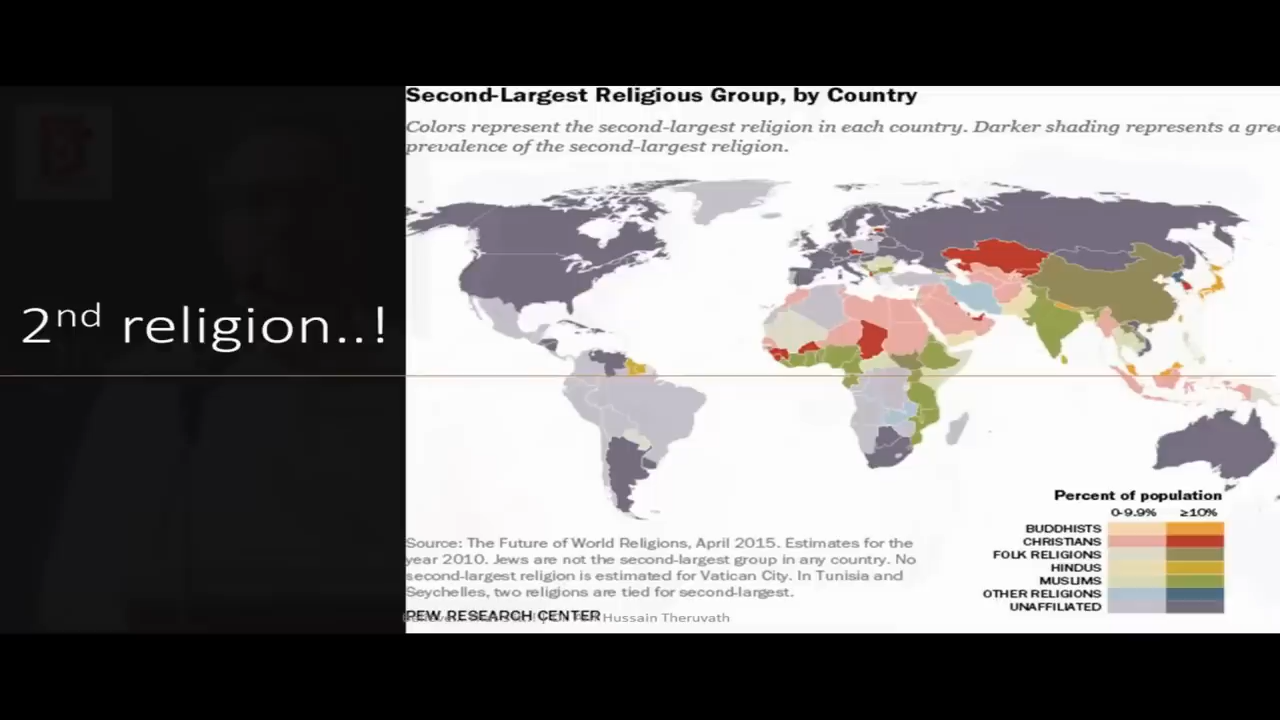 2nd religion..!
Second-Largest Religious Group, by Country
Colors represent the second-largest religion in each country. Darker shading represents a gre
prevalence of the second-largest religion.
Percent of population
0-9.9% ≥10%
BUDDHISTS
CHRISTIANS
FOLK RELIGIONS
HINDUS
MUSLIMS
OTHER RELIGIONS
UNAFFILIATED
Source: The Future of World Religions, April 2015. Estimates for the
year 2010. Jews are not the second-largest group in any country. No
second-largest religion is estimated for Vatican City. In Tunisia and
Seychelles, two religions are tied for second-largest.
PEW RESEARCH CENTER
Hussain Theruvath